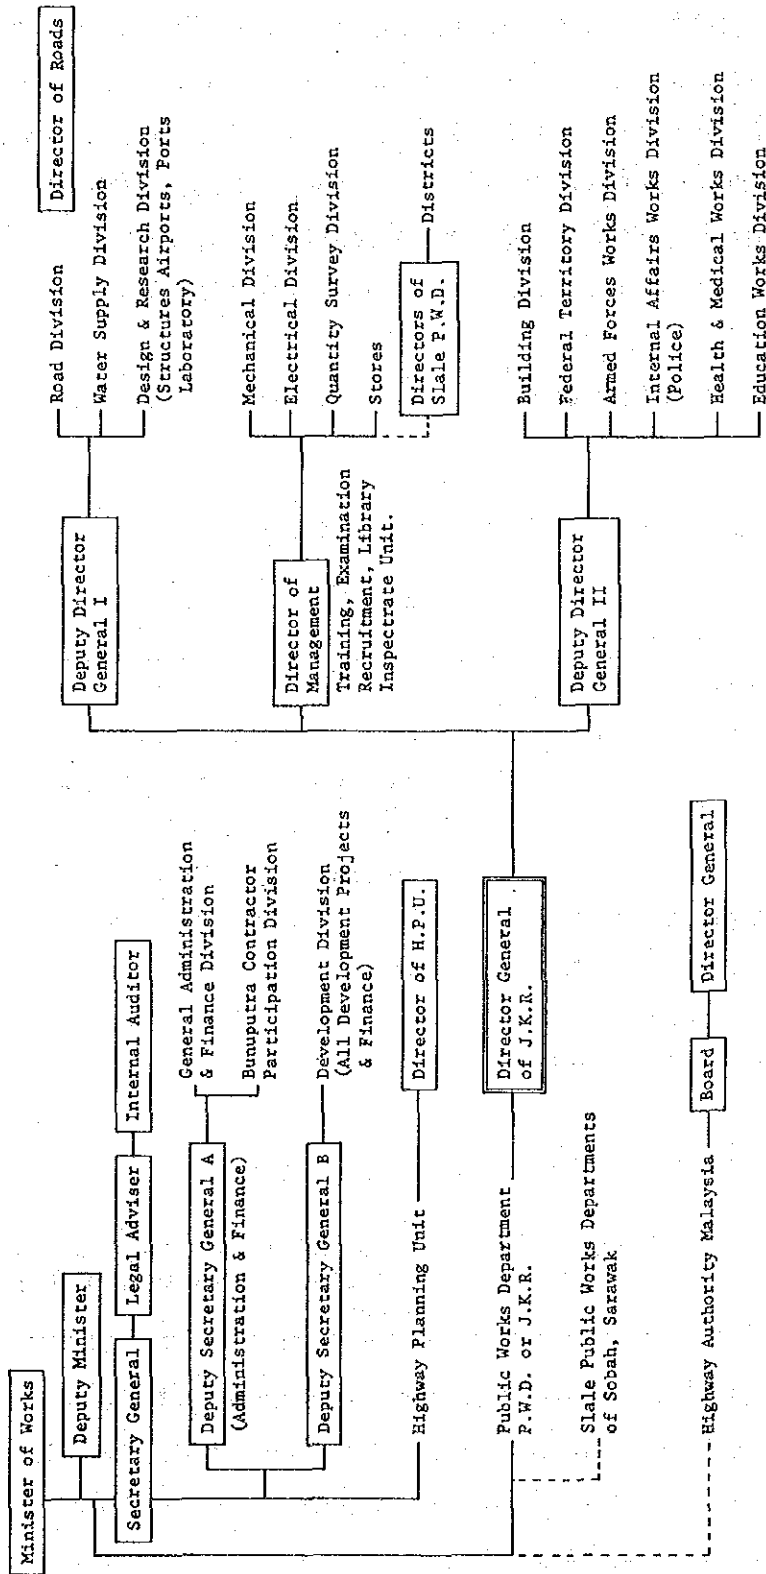 Minister of Works
Deputy Minister
Secretary General
Legal Adviser
Internal Auditor
Deputy Secretary General A
(Administration & Finance)
General Administration
& Finance Division
Bunuputra Contractor
Participation Division
Deputy Secretary General B
Development Division
(All Development Projects
& Finance)
Highway Planning Unit
Director of H.P.U.
Public Works Department
P.W.D. or J.K.R.
Director General
of J.K.R.
Slale Public Works Departments
of Sobah, Sarawak
Highway Authority Malaysia
Board
Director General
Deputy Director
General I
Road Division
Director of Roads
Water Supply Division
Design & Research Division
(Structures Airports, Ports
Laboratory)
Director of
Management
Training, Examination
Recruitment, Library
Inspectrate Unit.
Mechanical Division
Electrical Division
Quantity Survey Division
Stores
Directors of
Slale P.W.D.
Districts
Deputy Director
General II
Building Division
Federal Territory Division
Armed Forces Works Division
Internal Affairs Works Division
(Police)
Health & Medical Works Division
Education Works Division